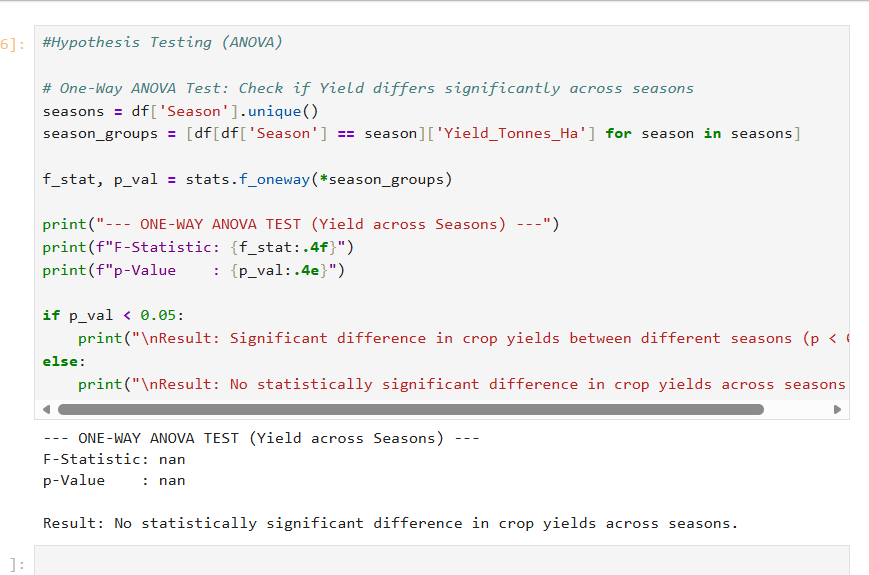 6]:
#Hypothesis Testing (ANOVA)
# One-Way ANOVA Test: Check if Yield differs significantly across seasons
seasons = df['Season'].unique()
season_groups = [df[df['Season'] == season]['Yield_Tonnes_Ha'] for season in seasons]
f_stat, p_val = stats.f_oneway(*season_groups)
print("--- ONE-WAY ANOVA TEST (Yield across Seasons) ---")
print(f"F-Statistic: {f_stat:.4f}")
print(f"p-Value    : {p_val:.4e}")
if p_val < 0.05:
    print("\nResult: Significant difference in crop yields between different seasons (p <
else:
    print("\nResult: No statistically significant difference in crop yields across seasons
--- ONE-WAY ANOVA TEST (Yield across Seasons) ---
F-Statistic: nan
p-Value    : nan
Result: No statistically significant difference in crop yields across seasons.
]: